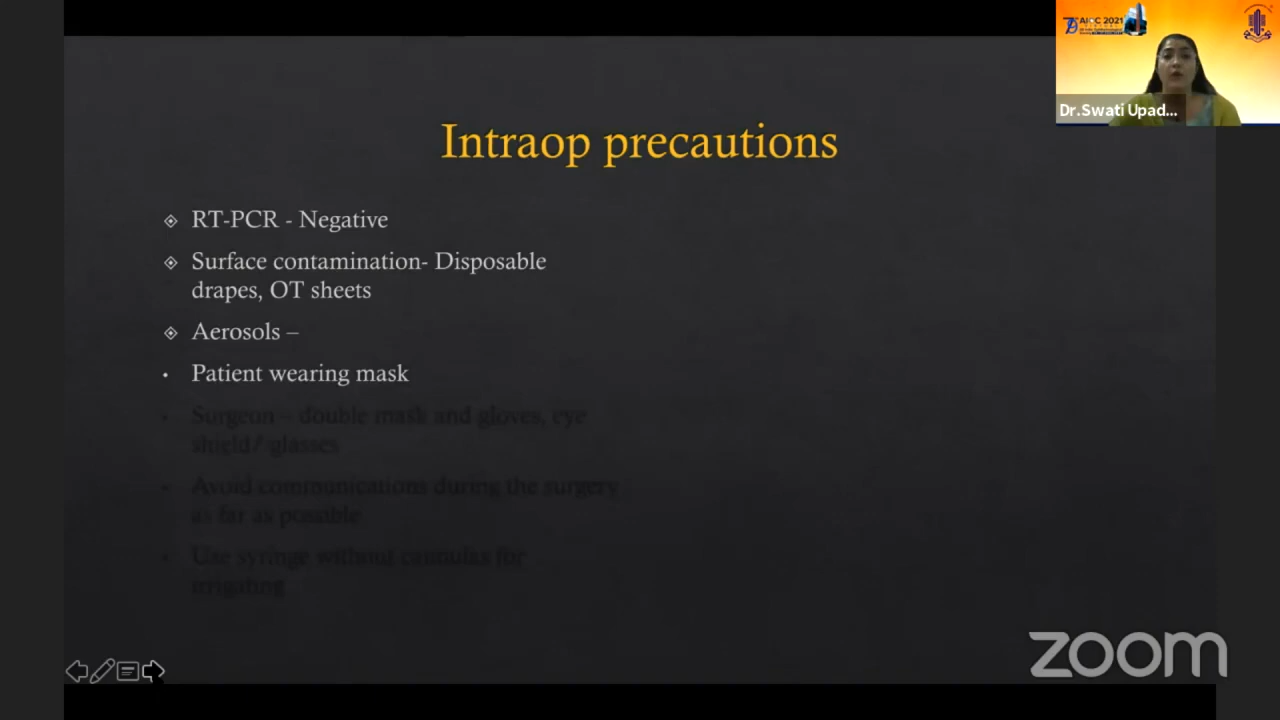 AIOC 2021
Dr.Swati Upad...
Intraop precautions
RT-PCR - Negative
Surface contamination- Disposable
drapes, OT sheets
Aerosols –
Patient wearing mask
Surgeon – double mask and gloves, eye
shield/ glasses
Avoid communications during the surgery
as far as possible
Use syringe without cannulas for
irrigating
zoom